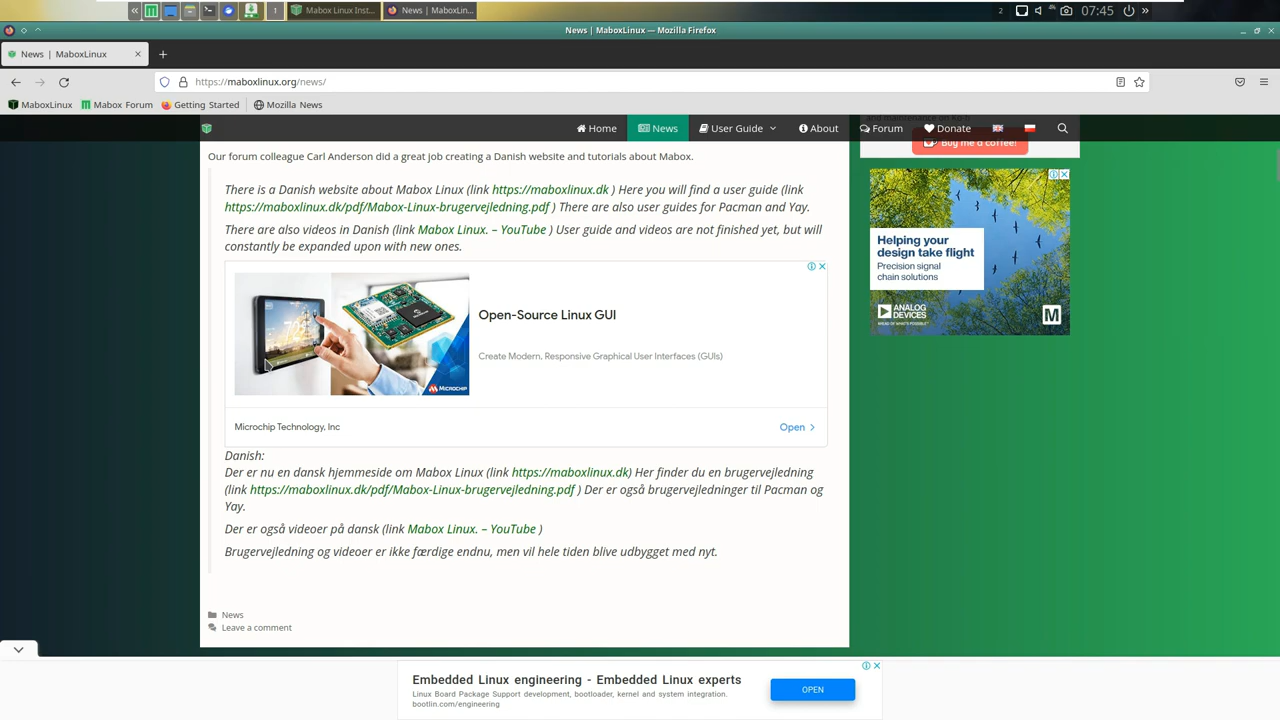 1
Mabox Linux Inst...
News | MaboxLin...
2
07:45
News | MaboxLinux — Mozilla Firefox
News | MaboxLinux
https://maboxlinux.org/news/
MaboxLinux
Mabox Forum
Getting Started
Mozilla News
Home
News
User Guide
About
Forum
Donate
Buy me a coffee!
Our forum colleague Carl Anderson did a great job creating a Danish website and tutorials about Mabox.
There is a Danish website about Mabox Linux (link https://maboxlinux.dk ) Here you will find a user guide (link
https://maboxlinux.dk/pdf/Mabox-Linux-brugervejledning.pdf ) There are also user guides for Pacman and Yay.
There are also videos in Danish (link Mabox Linux. – YouTube ) User guide and videos are not finished yet, but will
constantly be expanded upon with new ones.
Open-Source Linux GUI
Create Modern, Responsive Graphical User Interfaces (GUIs)
MICROCHIP
Microchip Technology, Inc
Open
Helping your
design take flight
Precision signal
chain solutions
ANALOG
DEVICES
AHEAD OF WHAT'S POSSIBLE™
M
Danish:
Der er nu en dansk hjemmeside om Mabox Linux (link https://maboxlinux.dk) Her finder du en brugervejledning
(link https://maboxlinux.dk/pdf/Mabox-Linux-brugervejledning.pdf ) Der er også brugervejledninger til Pacman og
Yay.
Der er også videoer på dansk (link Mabox Linux. – YouTube )
Brugervejledning og videoer er ikke færdige endnu, men vil hele tiden blive udbygget med nyt.
News
Leave a comment
Embedded Linux engineering - Embedded Linux experts
Linux Board Package Support development, bootloader, kernel and system integration.
bootlin.com/engineering
OPEN